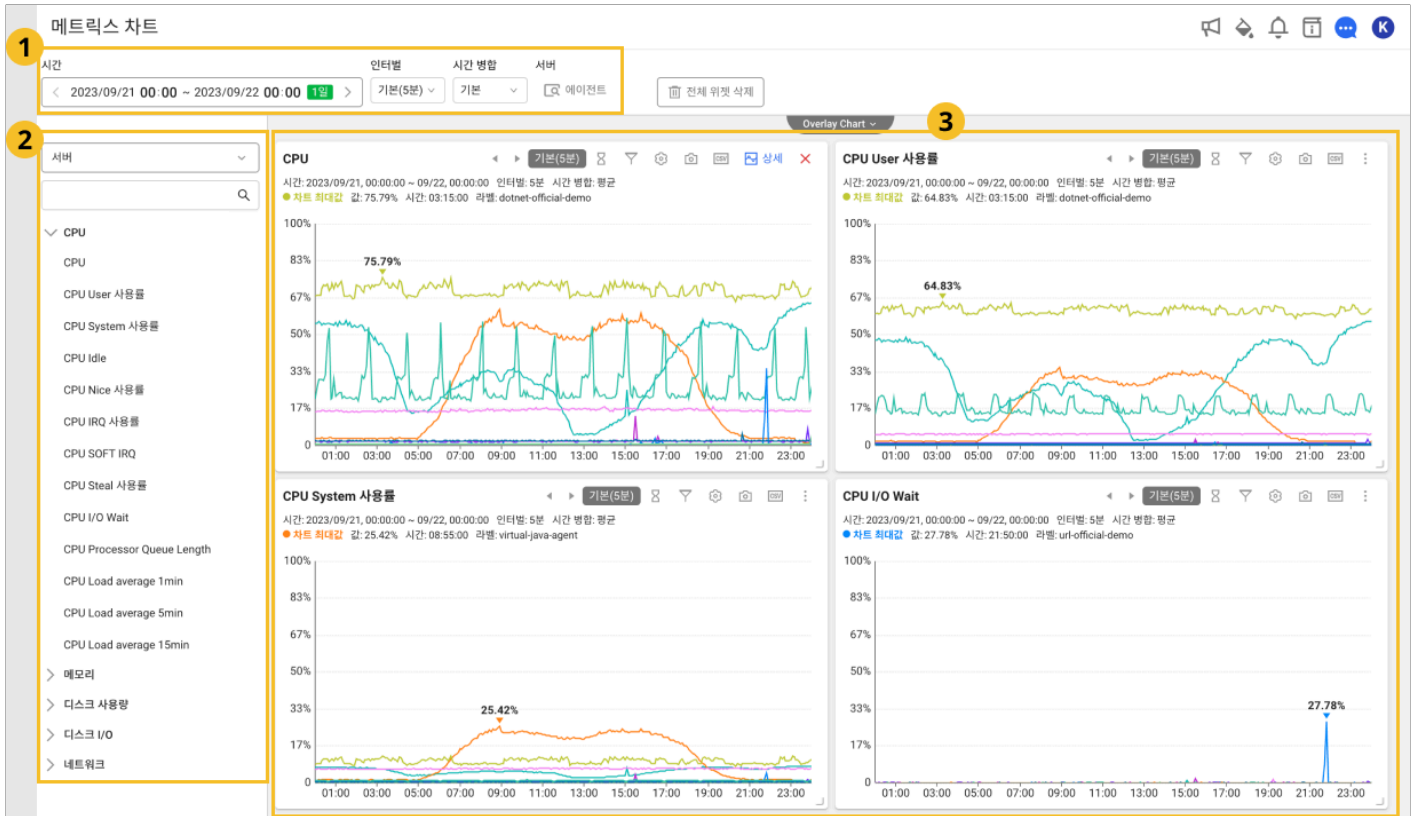 메트릭스 차트
K
1
시간
인터벌
시간 병합
서버
2023/09/21 00:00 ~ 2023/09/22 00:00 1일
기본(5분)
기본
에이전트
전체 위젯 삭제
2
서버
CPU
CPU
CPU User 사용률
CPU System 사용률
CPU Idle
CPU Nice 사용률
CPU IRQ 사용률
CPU SOFT IRQ
CPU Steal 사용률
CPU I/O Wait
CPU Processor Queue Length
CPU Load average 1min
CPU Load average 5min
CPU Load average 15min
메모리
디스크 사용량
디스크 I/O
네트워크
Overlay Chart
3
CPU
기본(5분)
CSV
상세
시간: 2023/09/21, 00:00:00 ~ 09/22, 00:00:00 인터벌: 5분 시간 병합: 평균
차트 최대값 값: 75.79% 시간: 03:15:00 라벨: dotnet-official-demo
100%
83%
75.79%
67%
50%
33%
17%
0
01:00 03:00 05:00 07:00 09:00 11:00 13:00 15:00 17:00 19:00 21:00 23:00
CPU User 사용률
기본(5분)
CSV
시간: 2023/09/21, 00:00:00 ~ 09/22, 00:00:00 인터벌: 5분 시간 병합: 평균
차트 최대값 값: 64.83% 시간: 03:15:00 라벨: dotnet-official-demo
100%
83%
64.83%
67%
50%
33%
17%
0
01:00 03:00 05:00 07:00 09:00 11:00 13:00 15:00 17:00 19:00 21:00 23:00
CPU System 사용률
기본(5분)
CSV
시간: 2023/09/21, 00:00:00 ~ 09/22, 00:00:00 인터벌: 5분 시간 병합: 평균
차트 최대값 값: 25.42% 시간: 08:55:00 라벨: virtual-java-agent
100%
83%
67%
50%
33%
25.42%
17%
0
01:00 03:00 05:00 07:00 09:00 11:00 13:00 15:00 17:00 19:00 21:00 23:00
CPU I/O Wait
기본(5분)
CSV
시간: 2023/09/21, 00:00:00 ~ 09/22, 00:00:00 인터벌: 5분 시간 병합: 평균
차트 최대값 값: 27.78% 시간: 21:50:00 라벨: url-official-demo
100%
83%
67%
50%
33%
27.78%
17%
0
01:00 03:00 05:00 07:00 09:00 11:00 13:00 15:00 17:00 19:00 21:00 23:00